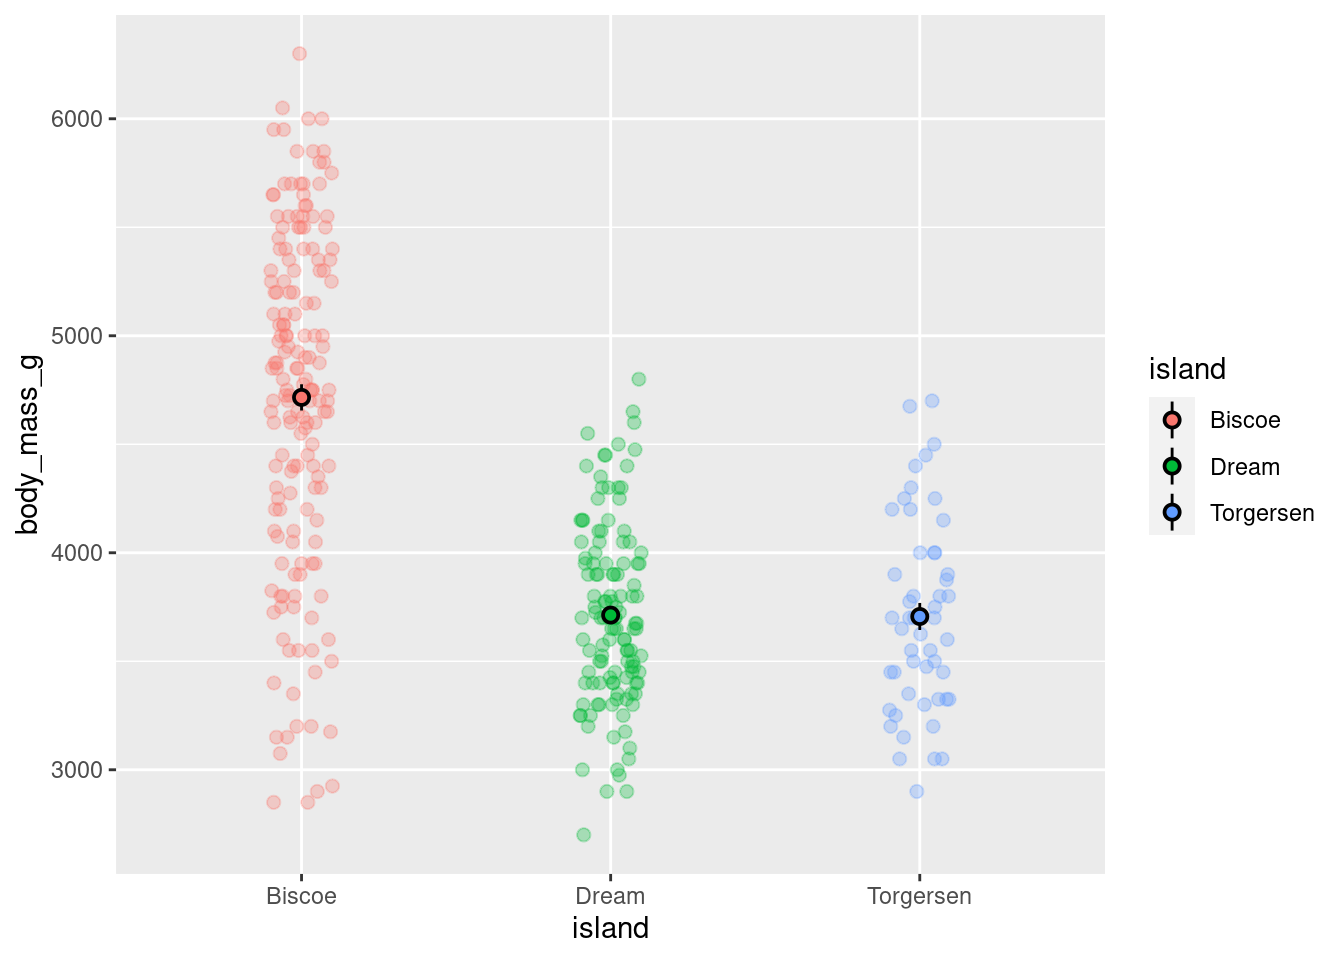 body_mass_g
6000
5000
4000
3000
Biscoe Dream Torgersen
island
island
Biscoe
Dream
Torgersen